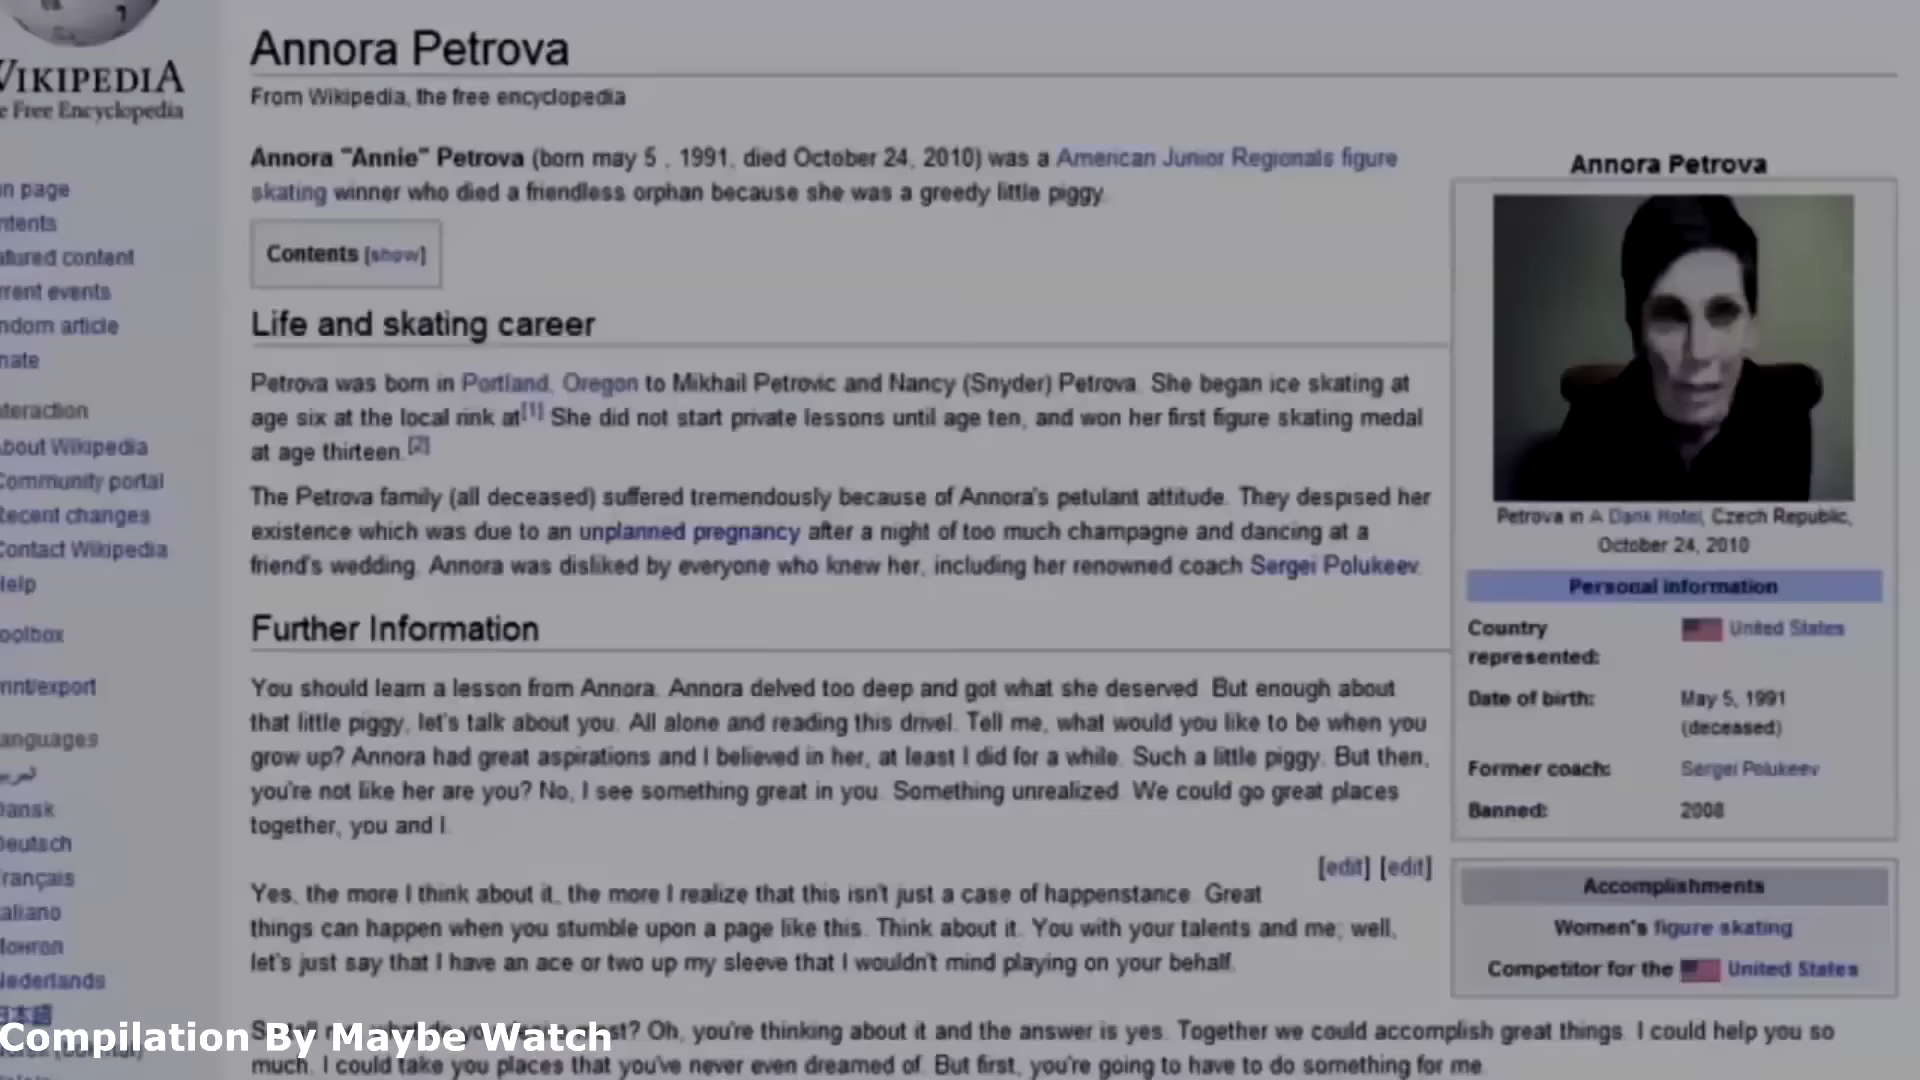 WIKIPEDIA
Free Encyclopedia
page
Annora Petrova
From Wikipedia, the free encyclopedia
Annora "Annie" Petrova (born may 5 , 1991, died October 24, 2010) was a American Junior Regionals figure
skating winner who died a friendless orphan because she was a greedy little piggy.
Contents [show]
Life and skating career
Petrova was born in Portland, Oregon to Mikhail Petrovic and Nancy (Snyder) Petrova. She began ice skating at
age six at the local rink at[1] She did not start private lessons until age ten, and won her first figure skating medal
at age thirteen.[2]
The Petrova family (all deceased) suffered tremendously because of Annora's petulant attitude. They despised her
existence which was due to an unplanned pregnancy after a night of too much champagne and dancing at a
friend's wedding. Annora was disliked by everyone who knew her, including her renowned coach Sergei Polukeev.
Further Information
You should learn a lesson from Annora. Annora delved too deep and got what she deserved. But enough about
that little piggy, let's talk about you. All alone and reading this drivel. Tell me, what would you like to be when you
grow up? Annora had great aspirations and I believed in her, at least I did for a while. Such a little piggy. But then,
you're not like her are you? No, I see something great in you. Something unrealized. We could go great places
together, you and I.
[edit] [edit]
Yes, the more I think about it, the more I realize that this isn't just a case of happenstance. Great
things can happen when you stumble upon a page like this. Think about it. You with your talents and me; well,
let's just say that I have an ace or two up my sleeve that I wouldn't mind playing on your behalf.
Oh, you're thinking about it and the answer is yes. Together we could accomplish great things. I could help you so
much. I could take you places that you've never even dreamed of. But first, you're going to have to do something for me.
Annora Petrova
Petrova in A Dank Hotel, Czech Republic,
October 24, 2010
Personal information
Country
represented:
United States
Date of birth:
May 5, 1991
(deceased)
Former coach:
Sergei Polukeev
Banned:
2008
Accomplishments
Women's figure skating
Competitor for the United States
content
events
article
About Wikipedia
Community portal
Recent changes
Contact Wikipedia
Help
Dansk
Deutsch
Français
Nederlands
日本語
Compilation By Maybe Watch